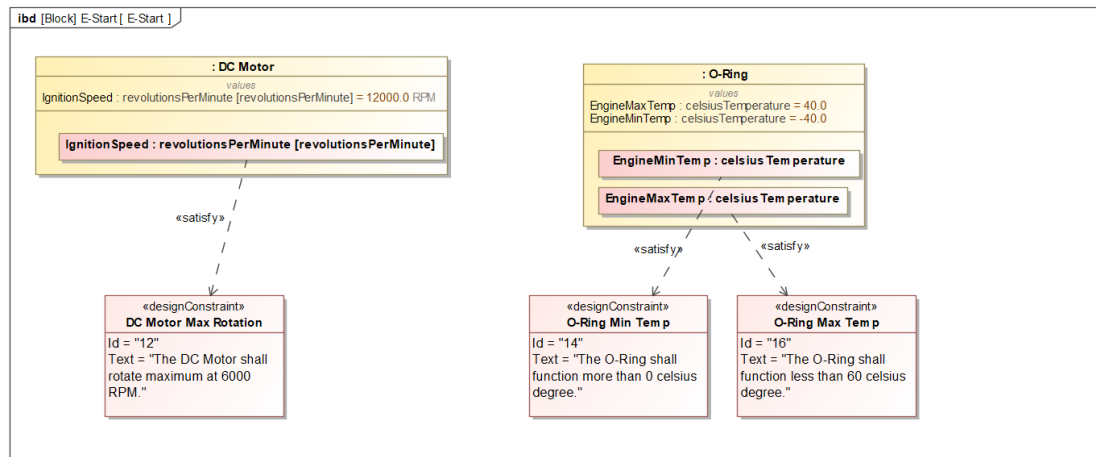 ibd [Block] E-Start [ E-Start ]
: DC Motor
values
IgnitionSpeed : revolutionsPerMinute [revolutionsPerMinute] = 12000.0 RPM
IgnitionSpeed : revolutionsPerMinute [revolutionsPerMinute]
: O-Ring
values
EngineMaxTemp : celsiusTemperature = 40.0
EngineMinTemp : celsiusTemperature = -40.0
EngineMinTemp : celsiusTemperature
EngineMaxTemp : celsiusTemperature
«satisfy»
«satisfy»
«satisfy»
«designConstraint»
DC Motor Max Rotation
Id = "12"
Text = "The DC Motor shall
rotate maximum at 6000
RPM."
«designConstraint»
O-Ring Min Temp
Id = "14"
Text = "The O-Ring shall
function more than 0 celsius
degree."
«designConstraint»
O-Ring Max Temp
Id = "16"
Text = "The O-Ring shall
function less than 60 celsius
degree."